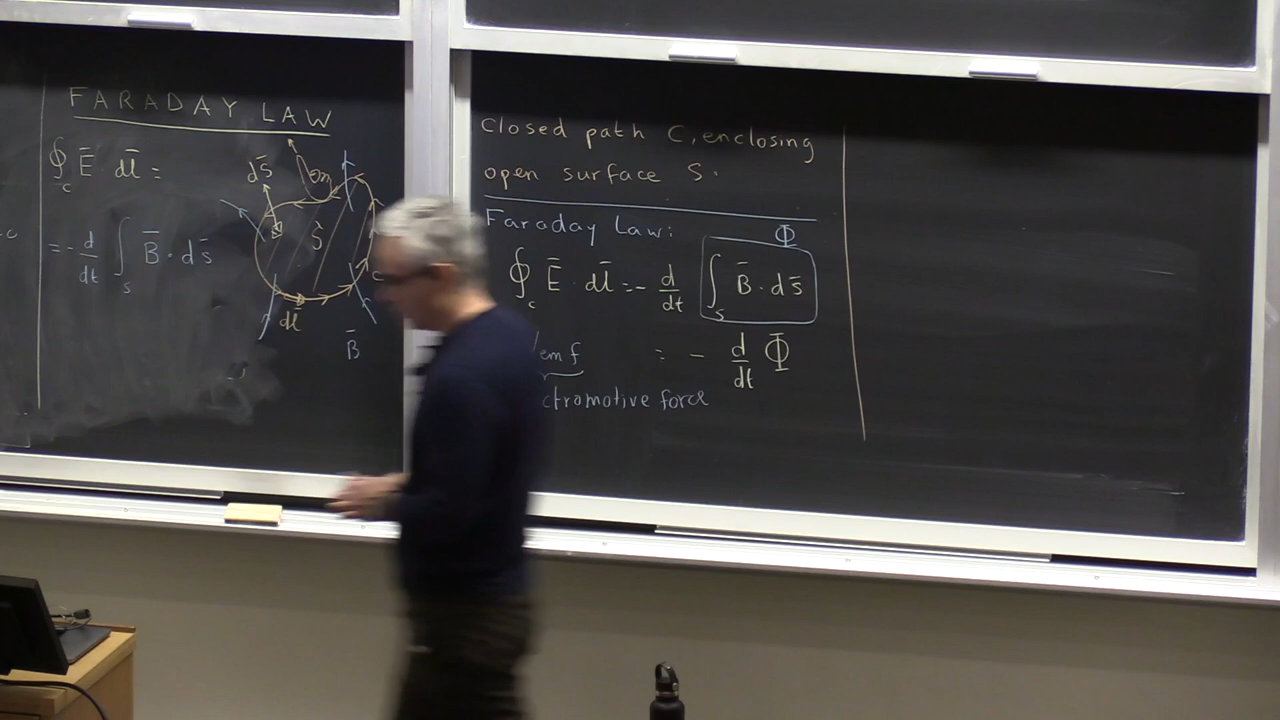 FARADAY LAW
∮c Ē · dl̄ =
= - d/dt ∫s B̄ · ds̄
ds̄
S
dl̄
C
B̄
Closed path C, enclosing
open surface S.
Faraday Law:
Φ
∮c Ē · dl̄ = - d/dt ∫s B̄ · ds̄
emf = - d/dt Φ
ctromotive force